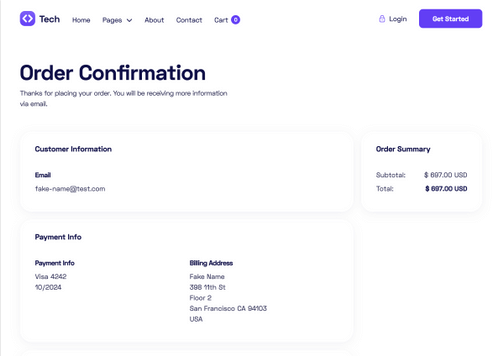 Tech
Home Pages About Contact Cart 0
Login
Get Started
Order Confirmation
Thanks for placing your order. You will be receiving more information
via email.
Customer Information
Email
fake-name@test.com
Order Summary
Subtotal: $ 697.00 USD
Total: $ 697.00 USD
Payment Info
Payment Info
Visa 4242
10/2024
Billing Address
Fake Name
398 11th St
Floor 2
San Francisco CA 94103
USA